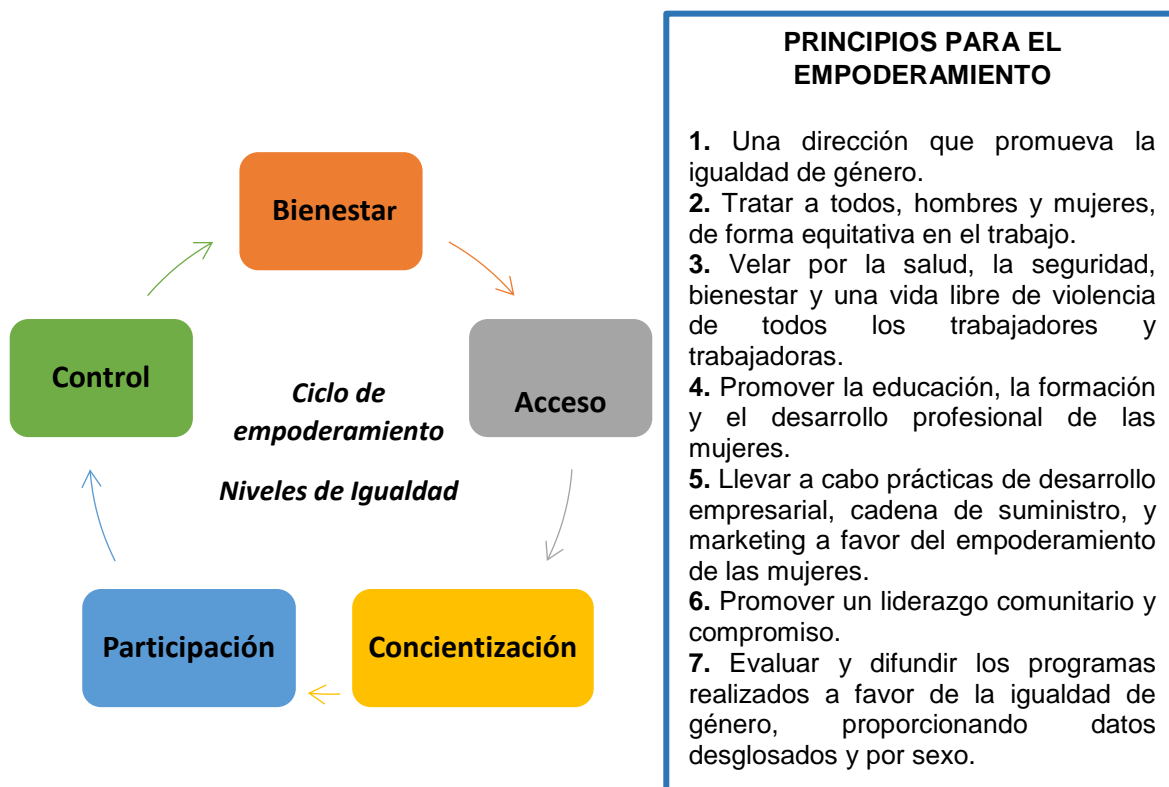 Bienestar
Acceso
Concientización
Participación
Control
Ciclo de
empoderamiento
Niveles de Igualdad
PRINCIPIOS PARA EL
EMPODERAMIENTO
1. Una dirección que promueva la
igualdad de género.
2. Tratar a todos, hombres y mujeres,
de forma equitativa en el trabajo.
3. Velar por la salud, la seguridad,
bienestar y una vida libre de violencia
de todos los trabajadores y
trabajadoras.
4. Promover la educación, la formación
y el desarrollo profesional de las
mujeres.
5. Llevar a cabo prácticas de desarrollo
empresarial, cadena de suministro, y
marketing a favor del empoderamiento
de las mujeres.
6. Promover un liderazgo comunitario y
compromiso.
7. Evaluar y difundir los programas
realizados a favor de la igualdad de
género, proporcionando datos
desglosados y por sexo.